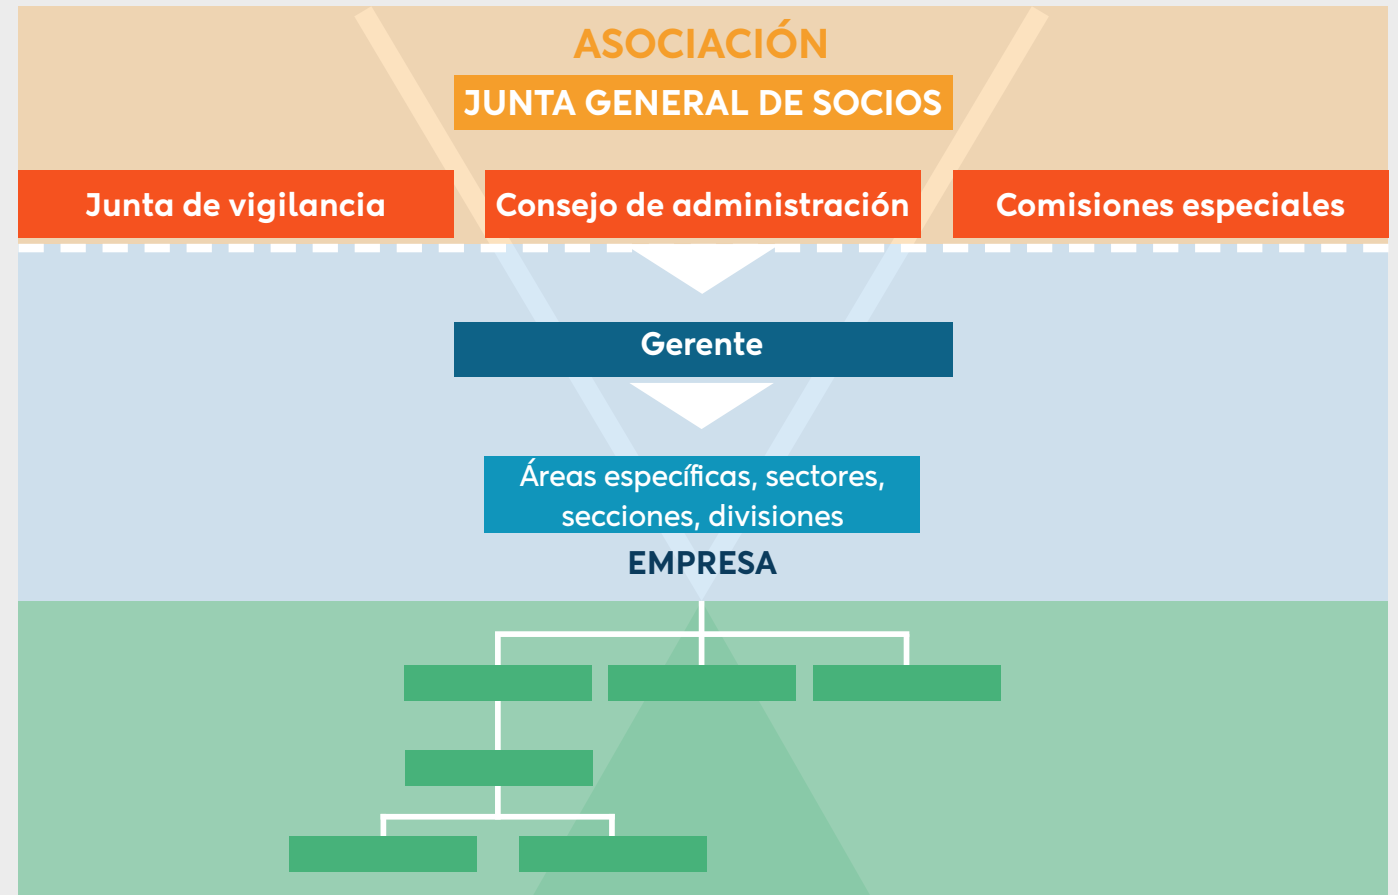 ASOCIACIÓN
JUNTA GENERAL DE SOCIOS
Junta de vigilancia
Consejo de administración
Comisiones especiales
Gerente
Áreas específicas, sectores,
secciones, divisiones
EMPRESA